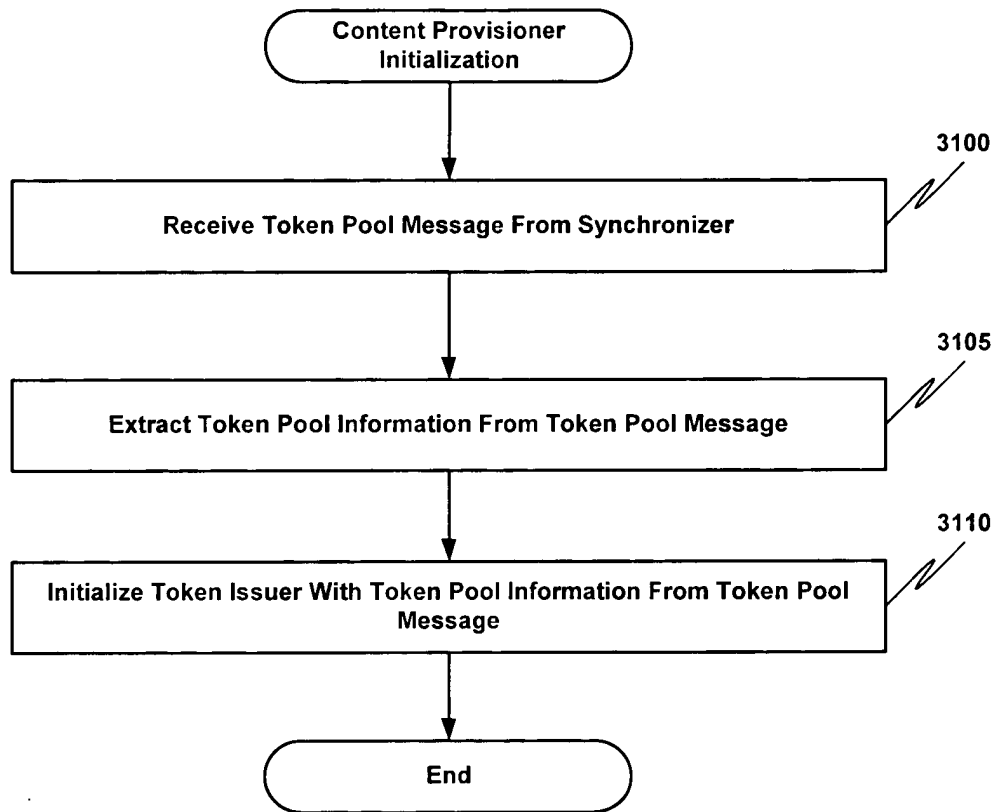 Content Provisioner
Initialization
3100
Receive Token Pool Message From Synchronizer
3105
Extract Token Pool Information From Token Pool Message
3110
Initialize Token Issuer With Token Pool Information From Token Pool
Message
End